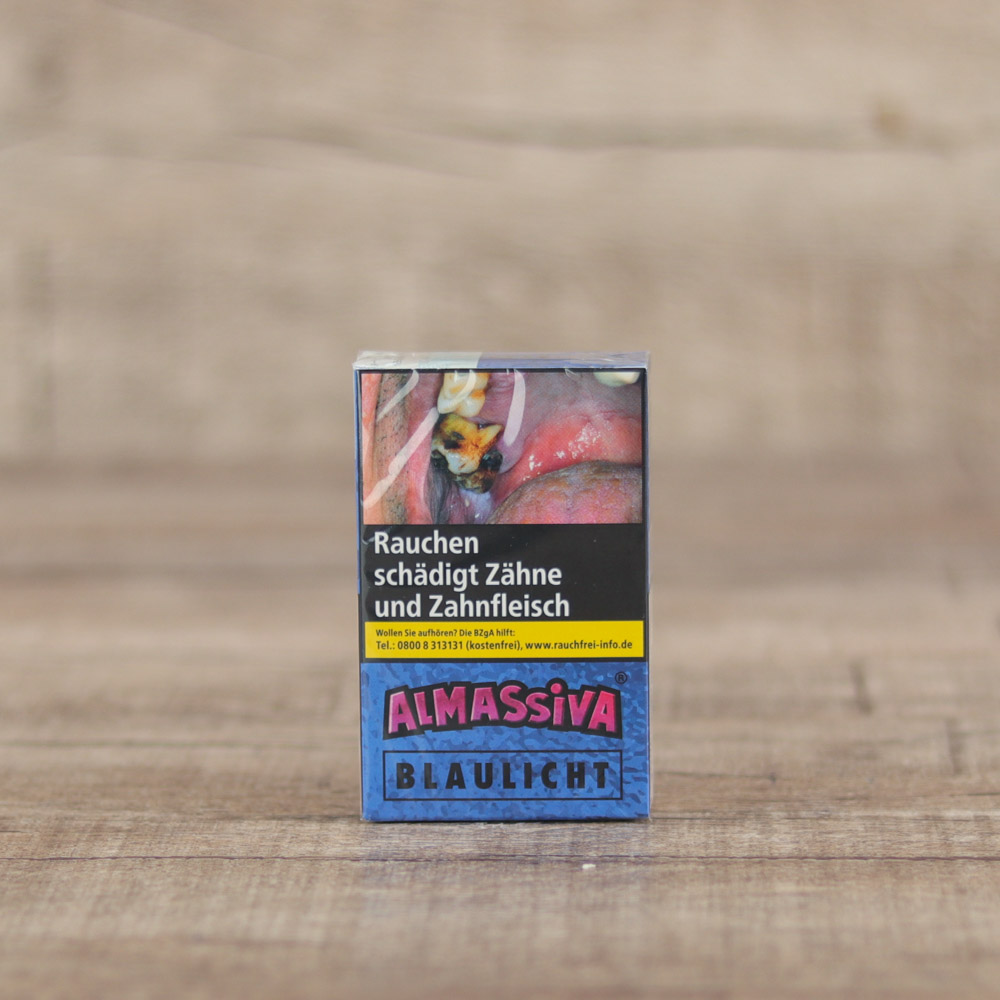 Rauchen
schädigt Zähne
und Zahnfleisch
Wollen Sie aufhören? Die BZgA hilft:
Tel.: 0800 8 313131 (kostenfrei), www.rauchfrei-info.de
ALMASSiVA®
BLAULICHT